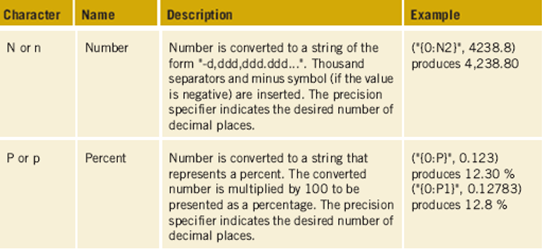 Character Name Description Example
N or n Number Number is converted to a string of the ("{0:N2}", 4238.8)
form "-d,ddd,ddd.ddd...". Thousand produces 4,238.80
separators and minus symbol (if the value
is negative) are inserted. The precision
specifier indicates the desired number of
decimal places.
P or p Percent Number is converted to a string that ("{0:P}", 0.123)
represents a percent. The converted produces 12.30 %
number is multiplied by 100 to be ("{0:P1}", 0.12783)
presented as a percentage. The precision produces 12.8 %
specifier indicates the desired number of
decimal places.